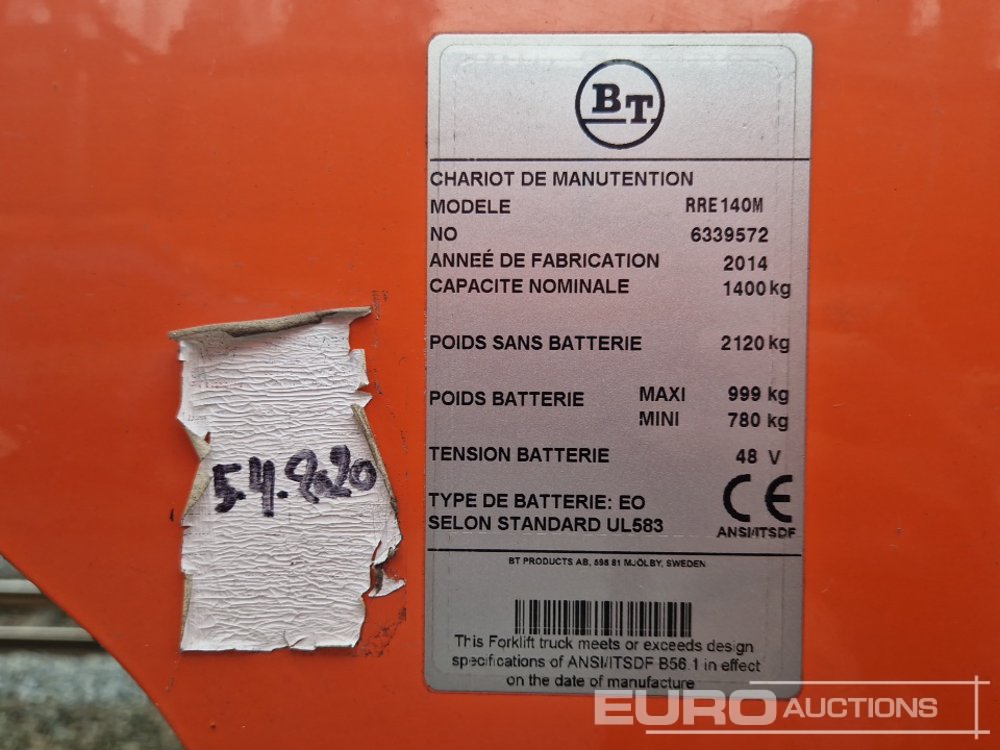 BT
CHARIOT DE MANUTENTION
MODELE RRE140M
NO 6339572
ANNEÉ DE FABRICATION 2014
CAPACITE NOMINALE 1400 kg
POIDS SANS BATTERIE 2120 kg
POIDS BATTERIE MAXI 999 kg
MINI 780 kg
TENSION BATTERIE 48 V
TYPE DE BATTERIE: EO
SELON STANDARD UL583
CE
ANSI/ITSDF
BT PRODUCTS AB, 595 81 MJÖLBY, SWEDEN
This Forklift truck meets or exceeds design
specifications of ANSI/ITSDF B56.1 in effect
on the date of manufacture
EURO AUCTIONS